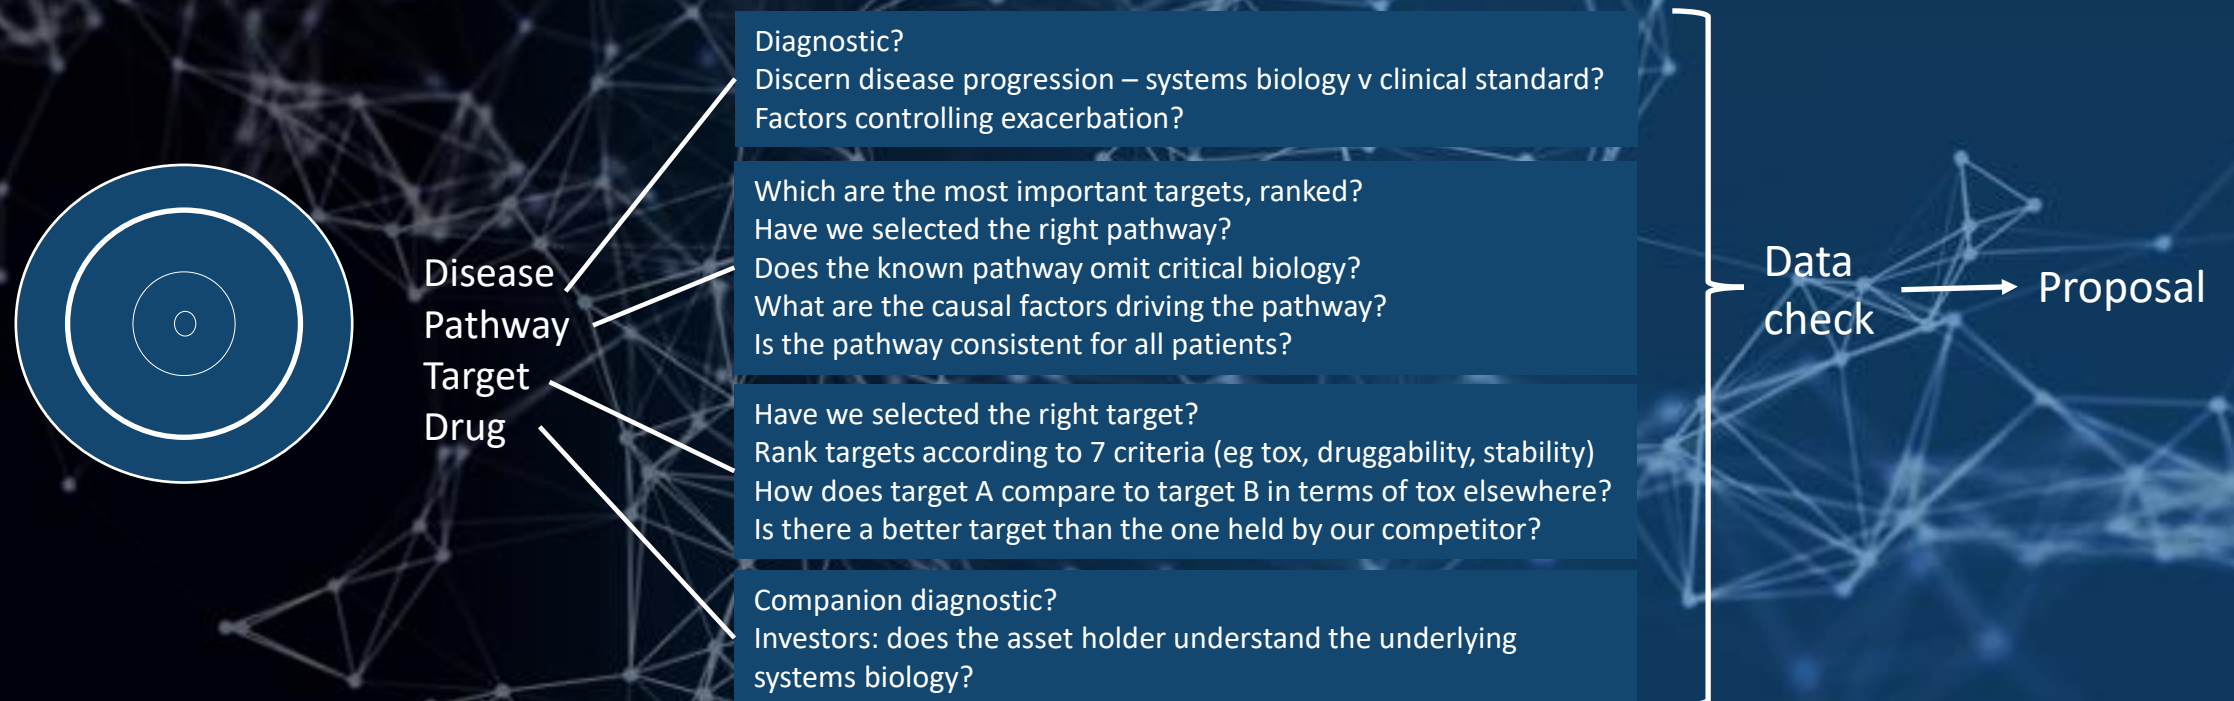 Disease
Pathway
Target
Drug
Diagnostic?
Discern disease progression – systems biology v clinical standard?
Factors controlling exacerbation?
Which are the most important targets, ranked?
Have we selected the right pathway?
Does the known pathway omit critical biology?
What are the causal factors driving the pathway?
Is the pathway consistent for all patients?
Have we selected the right target?
Rank targets according to 7 criteria (eg tox, druggability, stability)
How does target A compare to target B in terms of tox elsewhere?
Is there a better target than the one held by our competitor?
Companion diagnostic?
Investors: does the asset holder understand the underlying
systems biology?
Data
check
Proposal